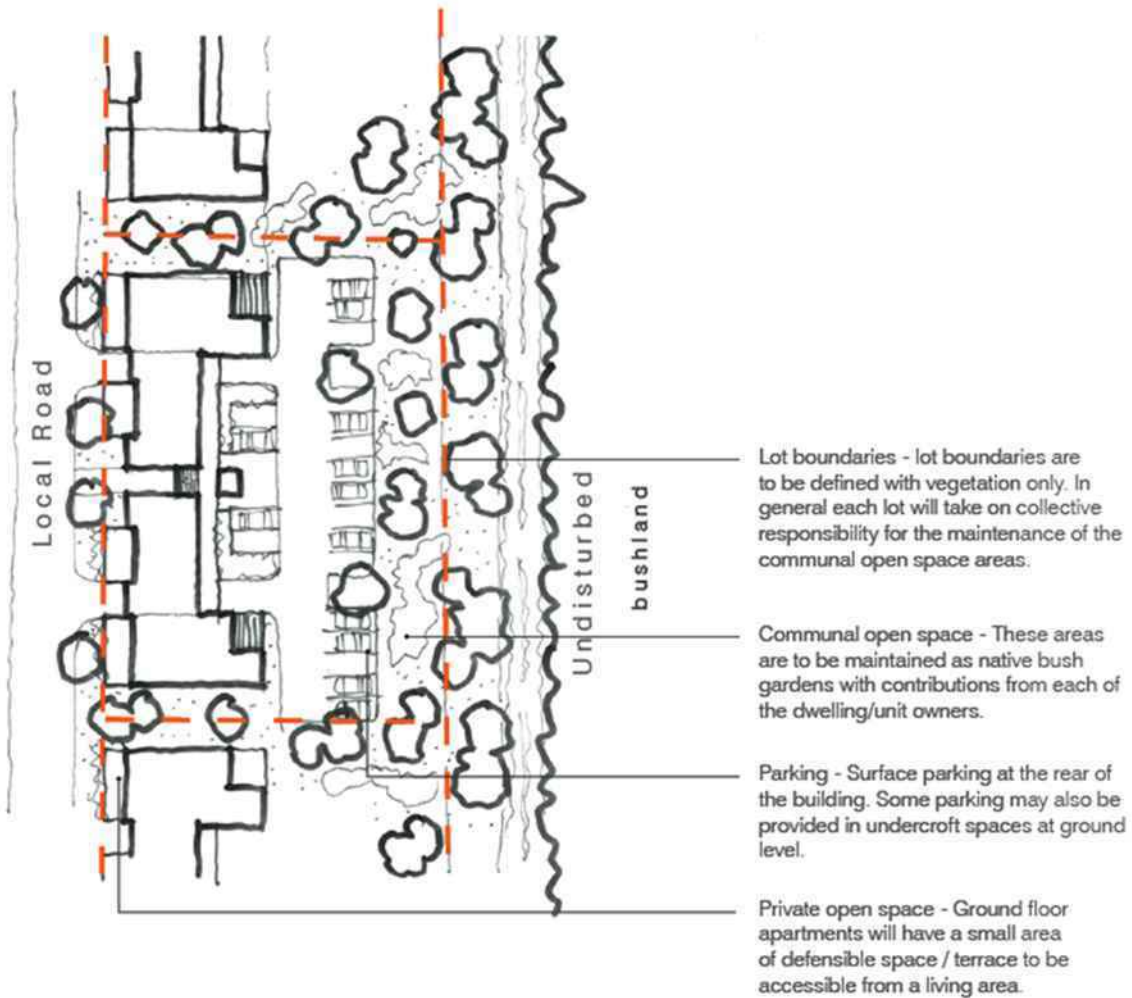 Local Road
Undisturbed
bushland
Lot boundaries - lot boundaries are
to be defined with vegetation only. In
general each lot will take on collective
responsibility for the maintenance of the
communal open space areas.
Communal open space - These areas
are to be maintained as native bush
gardens with contributions from each of
the dwelling/unit owners.
Parking - Surface parking at the rear of
the building. Some parking may also be
provided in undercroft spaces at ground
level.
Private open space - Ground floor
apartments will have a small area
of defensible space / terrace to be
accessible from a living area.